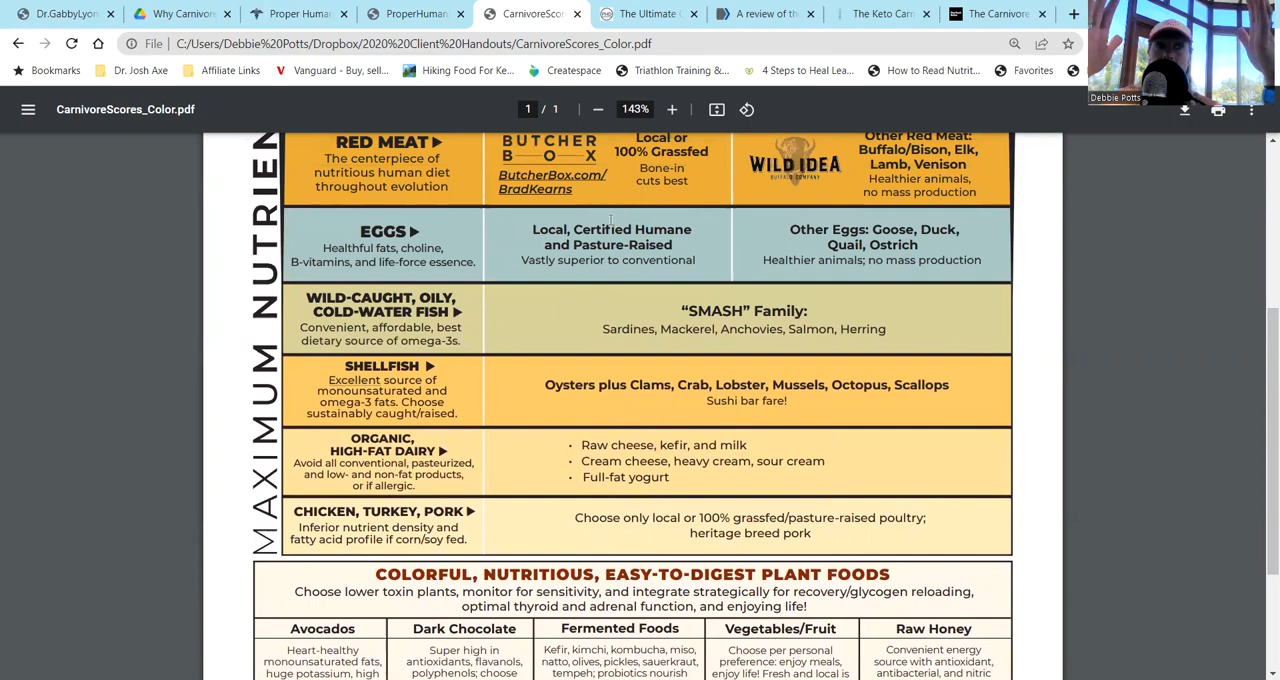 Dr.GabbyLyon
Why Carnivore
Proper Human
ProperHuman
CarnivoreScor
The Ultimate G
A review of the
The Keto Carn
The Carnivore
File
C:/Users/Debbie%20Potts/Dropbox/2020%20Client%20Handouts/CarnivoreScores_Color.pdf
Bookmarks
Dr. Josh Axe
Affiliate Links
Vanguard - Buy, sell...
Hiking Food For Ke...
Createspace
Triathlon Training &...
4 Steps to Heal Lea...
How to Read Nutrit...
Favorites
Debbie Potts
CarnivoreScores_Color.pdf
1 / 1
143%
MAXIMUM NUTRIEN
RED MEAT
The centerpiece of
nutritious human diet
throughout evolution
BUTCHER
BOX
ButcherBox.com/
BradKearns
Local or
100% Grassfed
Bone-in
cuts best
WILD IDEA
BUFFALO COMPANY
Other Red Meat:
Buffalo/Bison, Elk,
Lamb, Venison
Healthier animals,
no mass production
EGGS
Healthful fats, choline,
B-vitamins, and life-force essence.
Local, Certified Humane
and Pasture-Raised
Vastly superior to conventional
Other Eggs: Goose, Duck,
Quail, Ostrich
Healthier animals; no mass production
WILD-CAUGHT, OILY,
COLD-WATER FISH
Convenient, affordable, best
dietary source of omega-3s.
“SMASH” Family:
Sardines, Mackerel, Anchovies, Salmon, Herring
SHELLFISH
Excellent source of
monounsaturated and
omega-3 fats. Choose
sustainably caught/raised.
Oysters plus Clams, Crab, Lobster, Mussels, Octopus, Scallops
Sushi bar fare!
ORGANIC,
HIGH-FAT DAIRY
Avoid all conventional, pasteurized,
and low- and non-fat products,
or if allergic.
• Raw cheese, kefir, and milk
• Cream cheese, heavy cream, sour cream
• Full-fat yogurt
CHICKEN, TURKEY, PORK
Inferior nutrient density and
fatty acid profile if corn/soy fed.
Choose only local or 100% grassfed/pasture-raised poultry;
heritage breed pork
COLORFUL, NUTRITIOUS, EASY-TO-DIGEST PLANT FOODS
Choose lower toxin plants, monitor for sensitivity, and integrate strategically for recovery/glycogen reloading,
optimal thyroid and adrenal function, and enjoying life!
Avocados
Heart-healthy
monounsaturated fats,
huge potassium, high
Dark Chocolate
Super high in
antioxidants, flavanols,
polyphenols; choose
Fermented Foods
Kefir, kimchi, kombucha, miso,
natto, olives, pickles, sauerkraut,
tempeh; probiotics nourish
Vegetables/Fruit
Choose per personal
preference: enjoy meals,
enjoy life! Fresh and local is
Raw Honey
Convenient energy
source with antioxidant,
antibacterial, and nitric